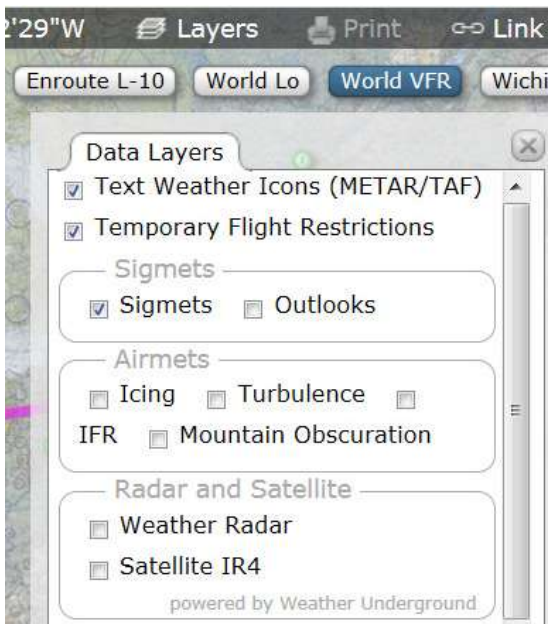 2'29"W Layers Print Link
Enroute L-10 World Lo World VFR Wichi
Data Layers
Text Weather Icons (METAR/TAF)
Temporary Flight Restrictions
Sigmets
Sigmets Outlooks
Airmets
Icing Turbulence
IFR Mountain Obscuration
Radar and Satellite
Weather Radar
Satellite IR4
powered by Weather Underground